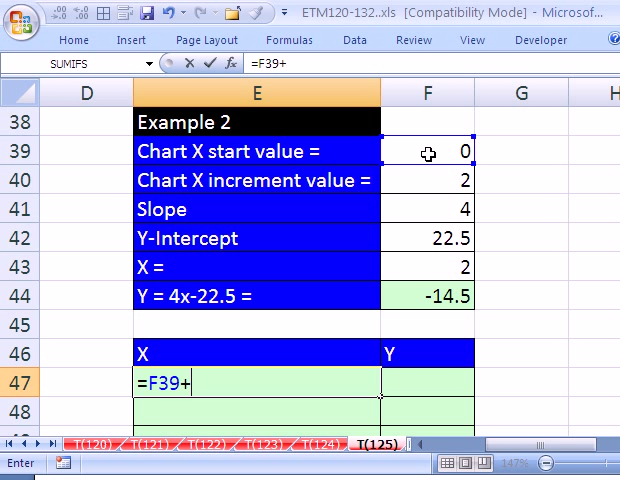 ETM120-132..xls [Compatibility Mode] - Microsof...
Home Insert Page Layout Formulas Data Review View Developer
SUMIFS fx =F39+
D E F G H
38 Example 2
39 Chart X start value = 0
40 Chart X increment value = 2
41 Slope 4
42 Y-Intercept 22.5
43 X = 2
44 Y = 4x-22.5 = -14.5
45
46 X Y
47 =F39+
48
T(120) T(121) T(122) T(123) T(124) T(125)
Enter 147%